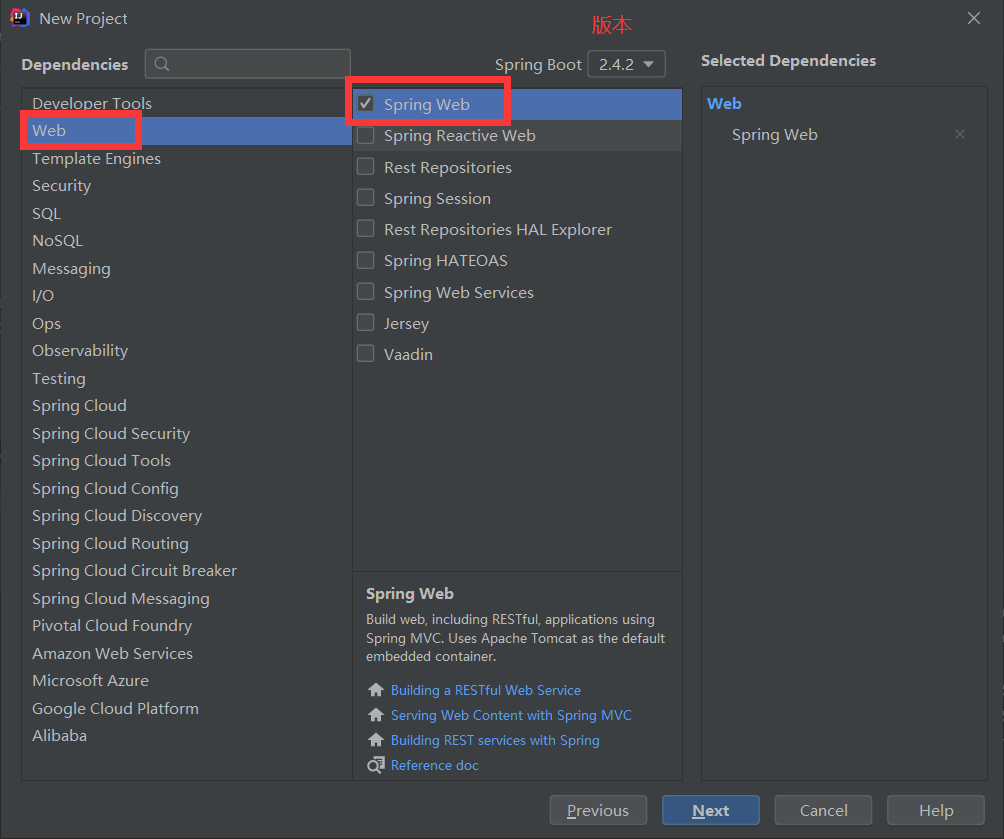 New Project
版本
Dependencies
Spring Boot 2.4.2
Selected Dependencies
Developer Tools
Web
Template Engines
Security
SQL
NoSQL
Messaging
I/O
Ops
Observability
Testing
Spring Cloud
Spring Cloud Security
Spring Cloud Tools
Spring Cloud Config
Spring Cloud Discovery
Spring Cloud Routing
Spring Cloud Circuit Breaker
Spring Cloud Messaging
Pivotal Cloud Foundry
Amazon Web Services
Microsoft Azure
Google Cloud Platform
Alibaba
Spring Web
Spring Reactive Web
Rest Repositories
Spring Session
Rest Repositories HAL Explorer
Spring HATEOAS
Spring Web Services
Jersey
Vaadin
Spring Web
Build web, including RESTful, applications using
Spring MVC. Uses Apache Tomcat as the default
embedded container.
Building a RESTful Web Service
Serving Web Content with Spring MVC
Building REST services with Spring
Reference doc
Web
Spring Web
Previous
Next
Cancel
Help